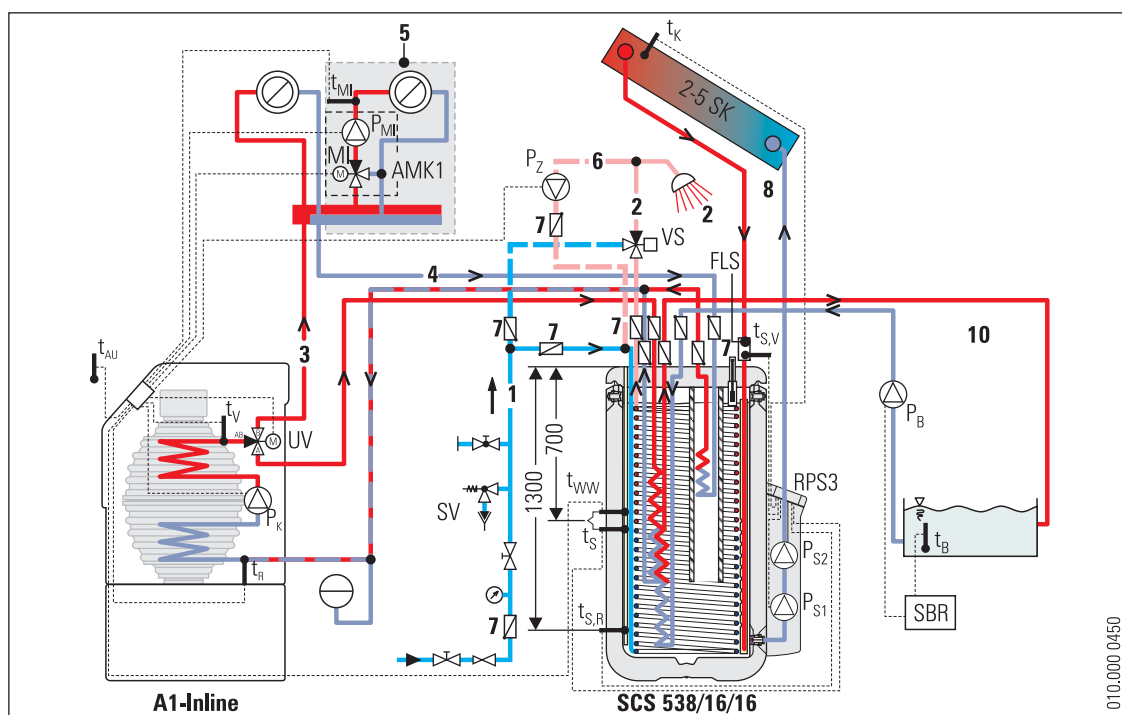 5
t_K
t_MI
2-5 SK
P_MI
MI
M
AMK1
P_Z
6
8
2
2
7
VS
FLS
4
7
7
7
7
t_S,V
10
3
1
t_AU
t_V
AB
B
A
M
UV
700
1300
P_B
t_WW
RPS3
SV
P_K
t_S
P_S2
t_B
t_R
t_S,R
P_S1
7
SBR
A1-Inline
SCS 538/16/16
010.000 0450